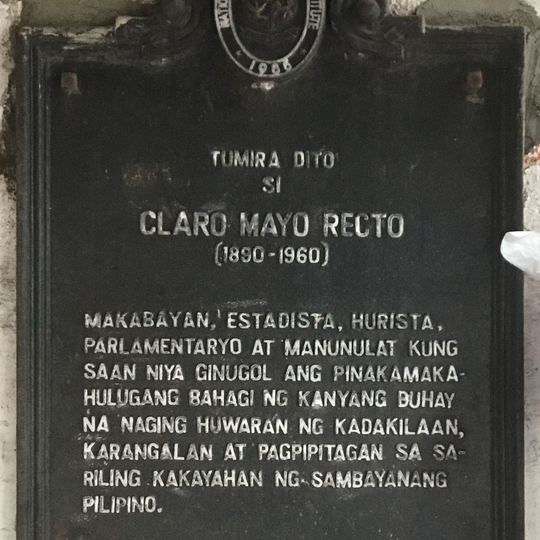 1986
TUMIRA DITO
SI
CLARO MAYO RECTO
(1890-1960)
MAKABAYAN, ESTADISTA, HURISTA,
PARLAMENTARYO AT MANUNULAT KUNG
SAAN NIYA GINUGOL ANG PINAKAMAKA-
HULUGANG BAHAGI NG KANYANG BUHAY
NA NAGING HUWARAN NG KADAKILAAN,
KARANGALAN AT PAGPIPITAGAN SA SA-
RILING KAKAYAHAN NG SAMBAYANANG
PILIPINO.